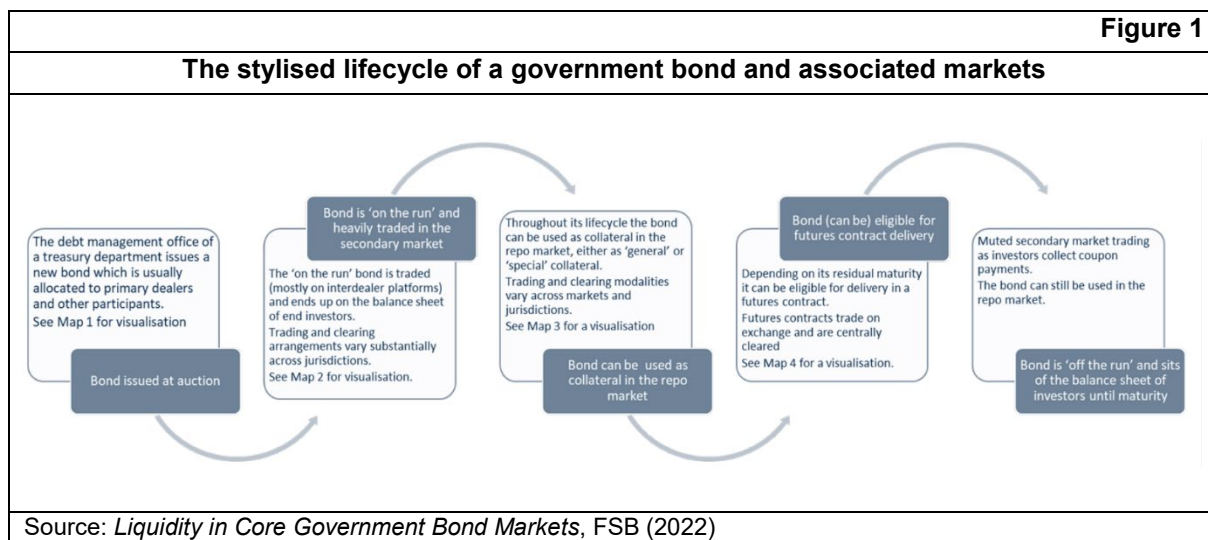 Figure 1
The stylised lifecycle of a government bond and associated markets
The debt management office of
a treasury department issues a
new bond which is usually
allocated to primary dealers
and other participants.
See Map 1 for visualisation
Bond issued at auction
Bond is ‘on the run’ and
heavily traded in the
secondary market
The ‘on the run’ bond is traded
(mostly on interdealer platforms)
and ends up on the balance sheet
of end investors.
Trading and clearing
arrangements vary substantially
across jurisdictions.
See Map 2 for visualisation.
Throughout its lifecycle the bond
can be used as collateral in the
repo market, either as ‘general’ or
‘special’ collateral.
Trading and clearing modalities
vary across markets and
jurisdictions.
See Map 3 for a visualisation
Bond can be used as
collateral in the repo
market
Bond (can be) eligible for
futures contract delivery
Depending on its residual maturity
it can be eligible for delivery in a
futures contract.
Futures contracts trade on
exchange and are centrally
cleared
See Map 4 for a visualisation.
Muted secondary market trading
as investors collect coupon
payments.
The bond can still be used in the
repo market.
Bond is ‘off the run’ and sits
of the balance sheet of
investors until maturity
Source: Liquidity in Core Government Bond Markets, FSB (2022)